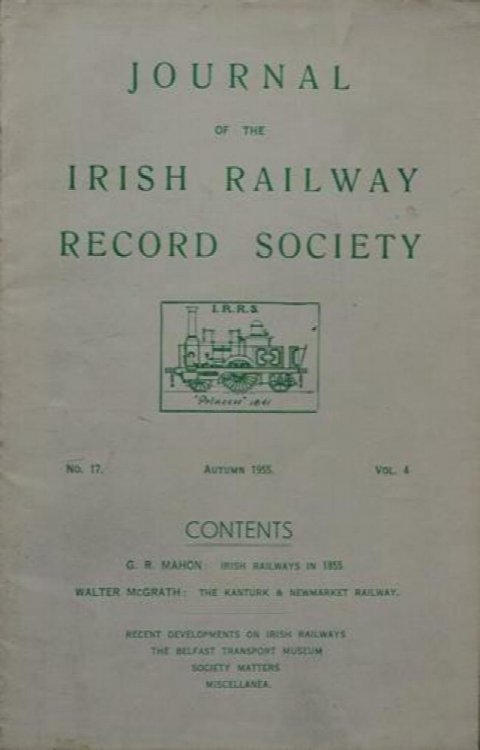 JOURNAL
OF THE
IRISH RAILWAY
RECORD SOCIETY
I.R.R.S.
"Princess" 1841
No. 17.
AUTUMN 1955.
VOL. 4
CONTENTS
G. R. MAHON: IRISH RAILWAYS IN 1855
WALTER McGRATH: THE KANTURK & NEWMARKET RAILWAY.
RECENT DEVELOPMENTS ON IRISH RAILWAYS
THE BELFAST TRANSPORT MUSEUM
SOCIETY MATTERS
MISCELLANEA.